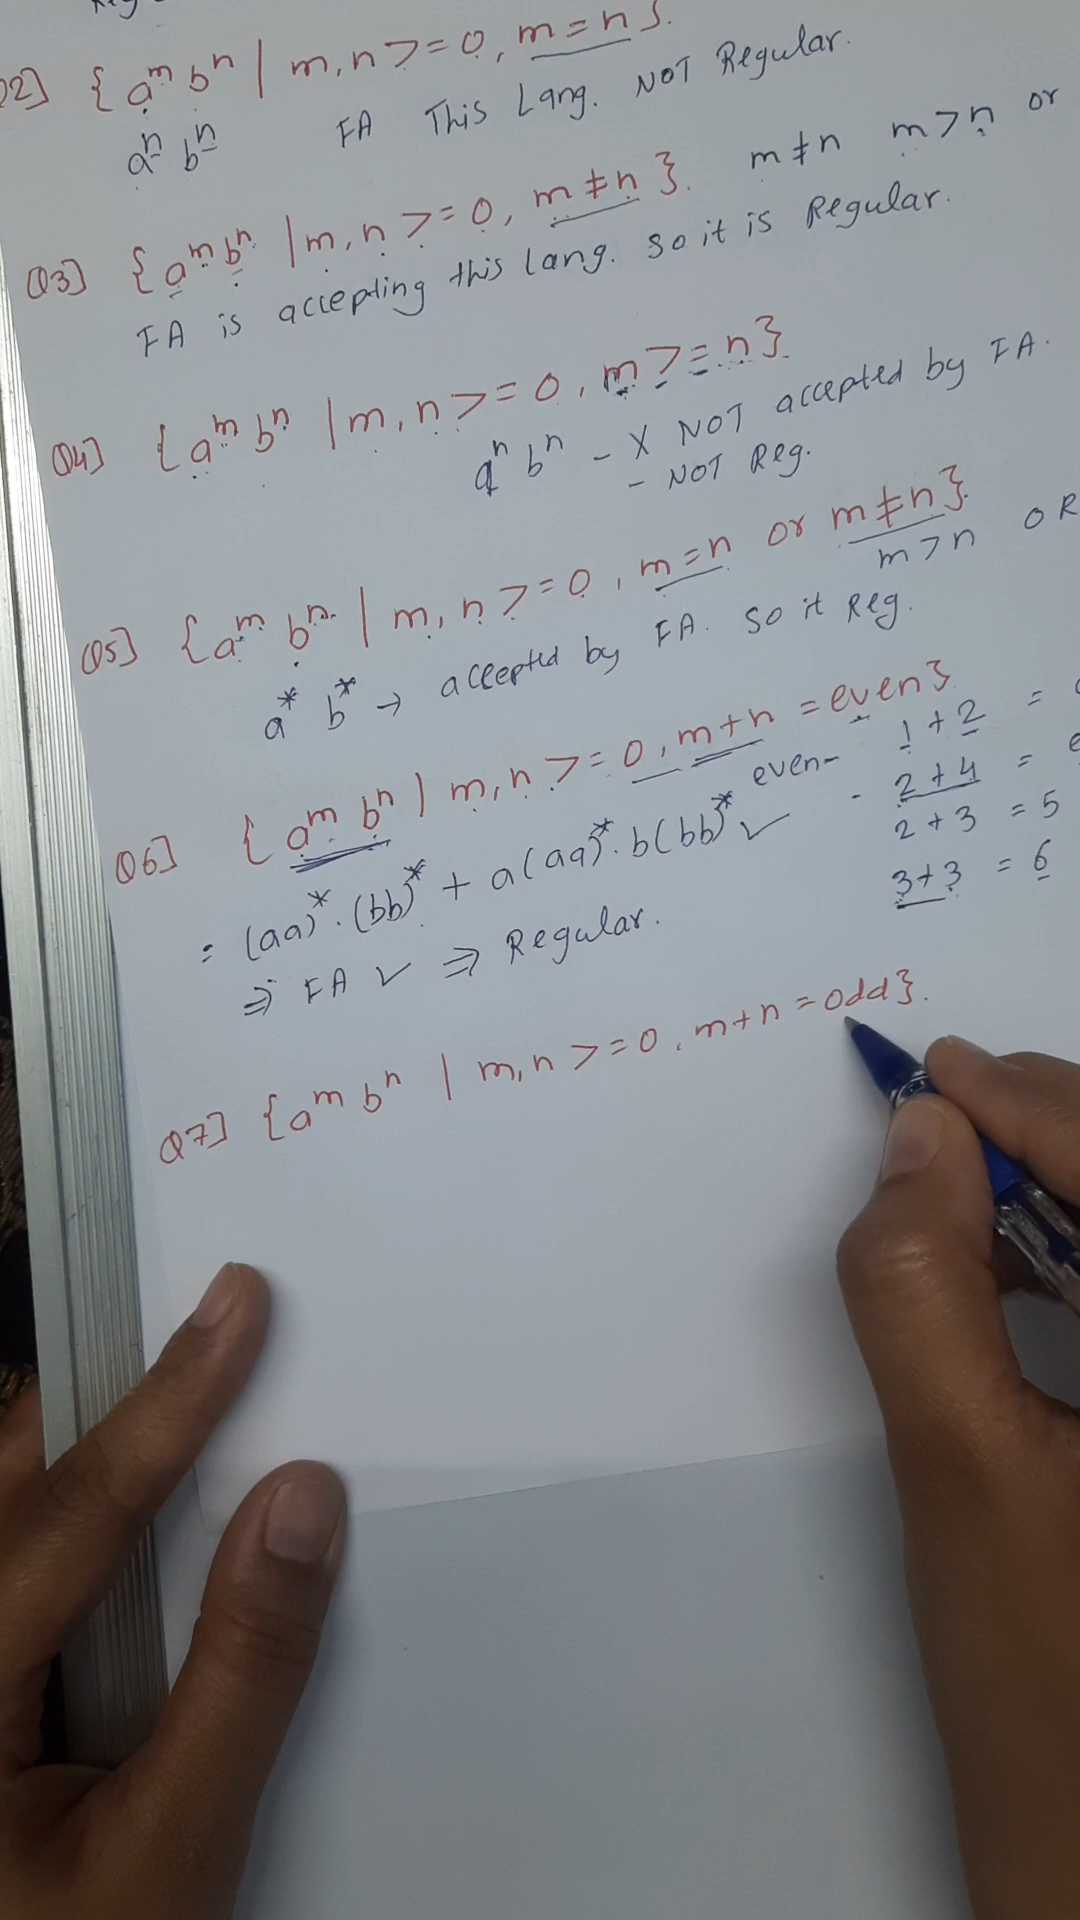 2] { a^m b^n | m, n >= 0, m = n }.
a^n b^n FA This Lang. NOT Regular.
Q3] { a^m b^n | m, n >= 0, m ≠ n }. m ≠ n m > n or
FA is accepting this lang. so it is Regular.
Q4] { a^m b^n | m, n >= 0, m >= n }
a^n b^n - X NOT accepted by FA.
- NOT Reg.
Q5] { a^m b^n | m, n >= 0, m = n or m ≠ n }.
m > n OR
a* b* → accepted by FA. so it Reg.
Q6] { a^m b^n | m, n >= 0, m + n = even }
even- 1 + 2 =
- 2 + 4 = e
2 + 3 = 5
3 + 3 = 6
= (aa)* . (bb)* + a(aa)* . b(bb)* ✓
⇒ FA ✓ ⇒ Regular.
Q7] { a^m b^n | m, n >= 0, m + n = odd }.